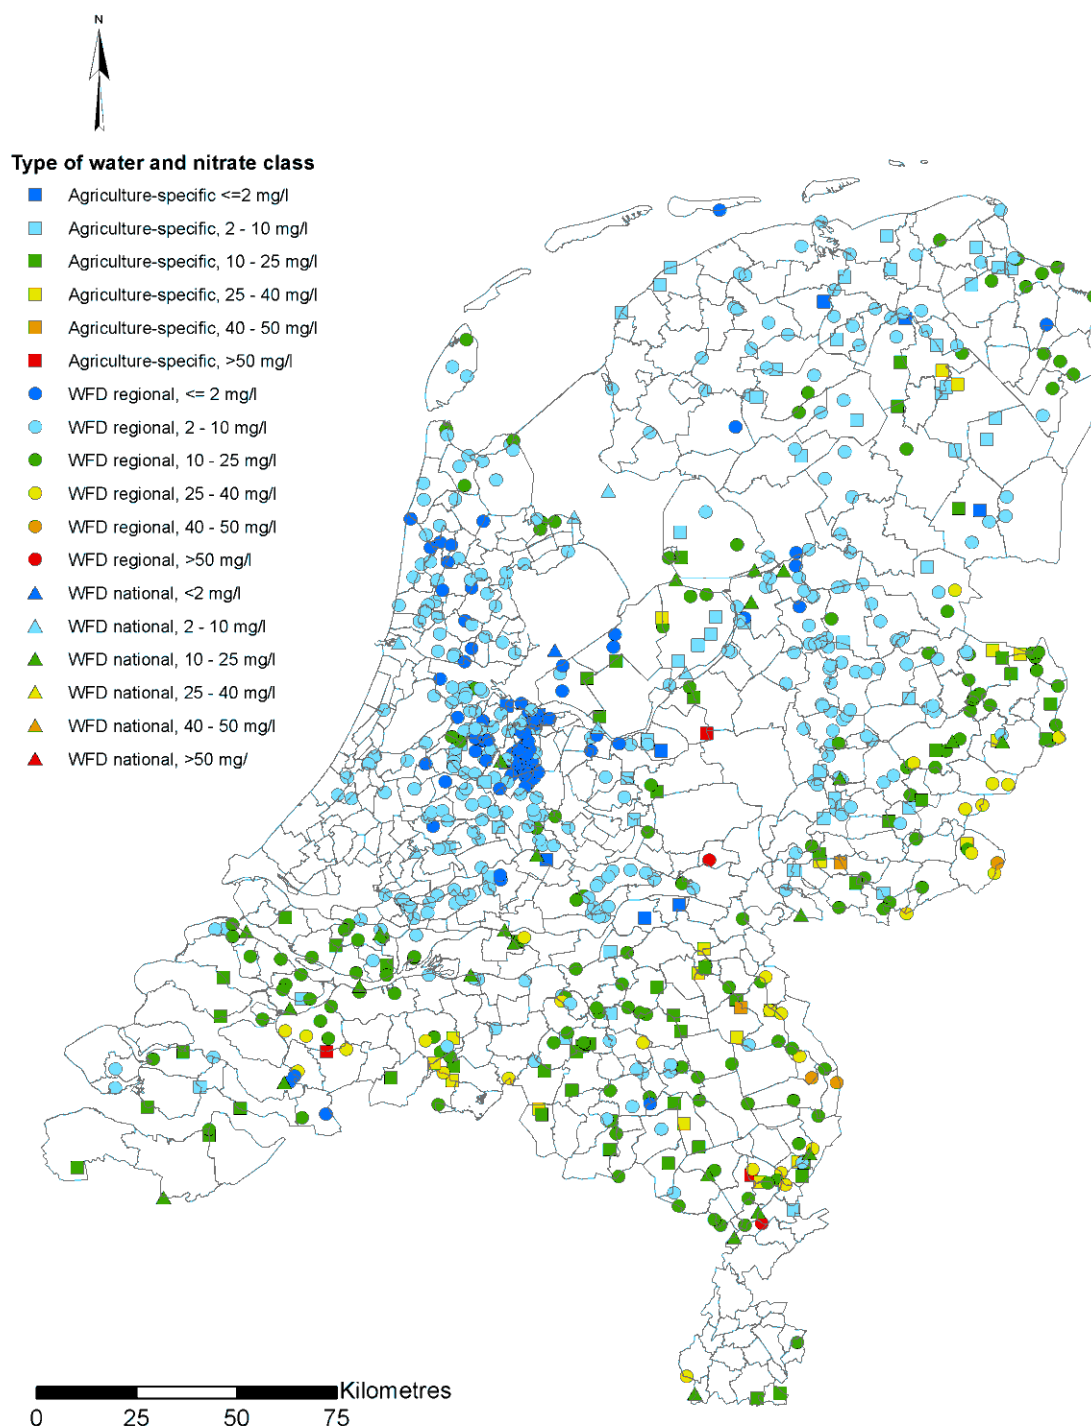 N
Type of water and nitrate class
Agriculture-specific <=2 mg/l
Agriculture-specific, 2 - 10 mg/l
Agriculture-specific, 10 - 25 mg/l
Agriculture-specific, 25 - 40 mg/l
Agriculture-specific, 40 - 50 mg/l
Agriculture-specific, >50 mg/l
WFD regional, <= 2 mg/l
WFD regional, 2 - 10 mg/l
WFD regional, 10 - 25 mg/l
WFD regional, 25 - 40 mg/l
WFD regional, 40 - 50 mg/l
WFD regional, >50 mg/l
WFD national, <2 mg/l
WFD national, 2 - 10 mg/l
WFD national, 10 - 25 mg/l
WFD national, 25 - 40 mg/l
WFD national, 40 - 50 mg/l
WFD national, >50 mg/
Kilometres
0 25 50 75